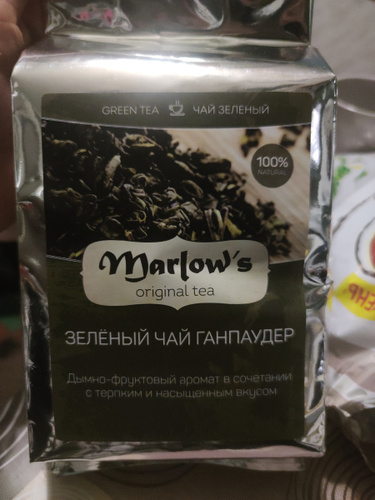 GREEN TEA ЧАЙ ЗЕЛЕНЫЙ
100%
NATURAL
Marlow's
original tea
ЗЕЛЁНЫЙ ЧАЙ ГАНПАУДЕР
Дымно-фруктовый аромат в сочетании
с терпким и насыщенным вкусом